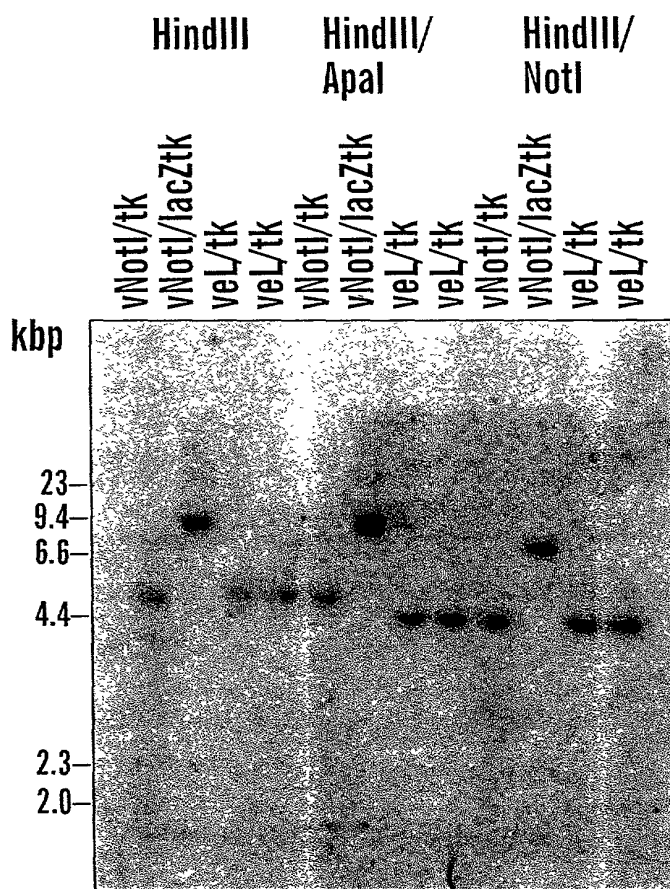 HindIII
HindIII/
ApaI
HindIII/
NotI
vNotI/tk
vNotI/lacZtk
veL/tk
veL/tk
vNotI/tk
vNotI/lacZtk
veL/tk
veL/tk
vNotI/tk
vNotI/lacZtk
veL/tk
veL/tk
kbp
23
9.4
6.6
4.4
2.3
2.0